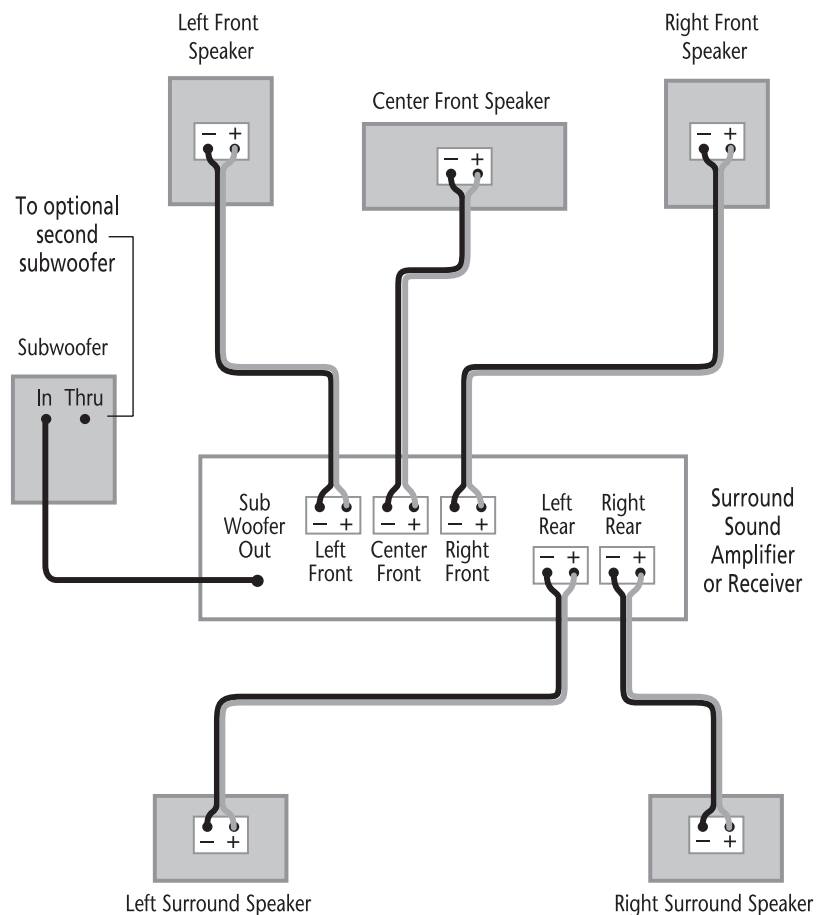 Left Front
Speaker
Right Front
Speaker
Center Front Speaker
− +
− +
− +
To optional
second
subwoofer
Subwoofer
In Thru
Sub
Woofer
Out
− +
Left
Front
− +
Center
Front
− +
Right
Front
Left
Rear
− +
Right
Rear
− +
Surround
Sound
Amplifier
or Receiver
− +
Left Surround Speaker
− +
Right Surround Speaker